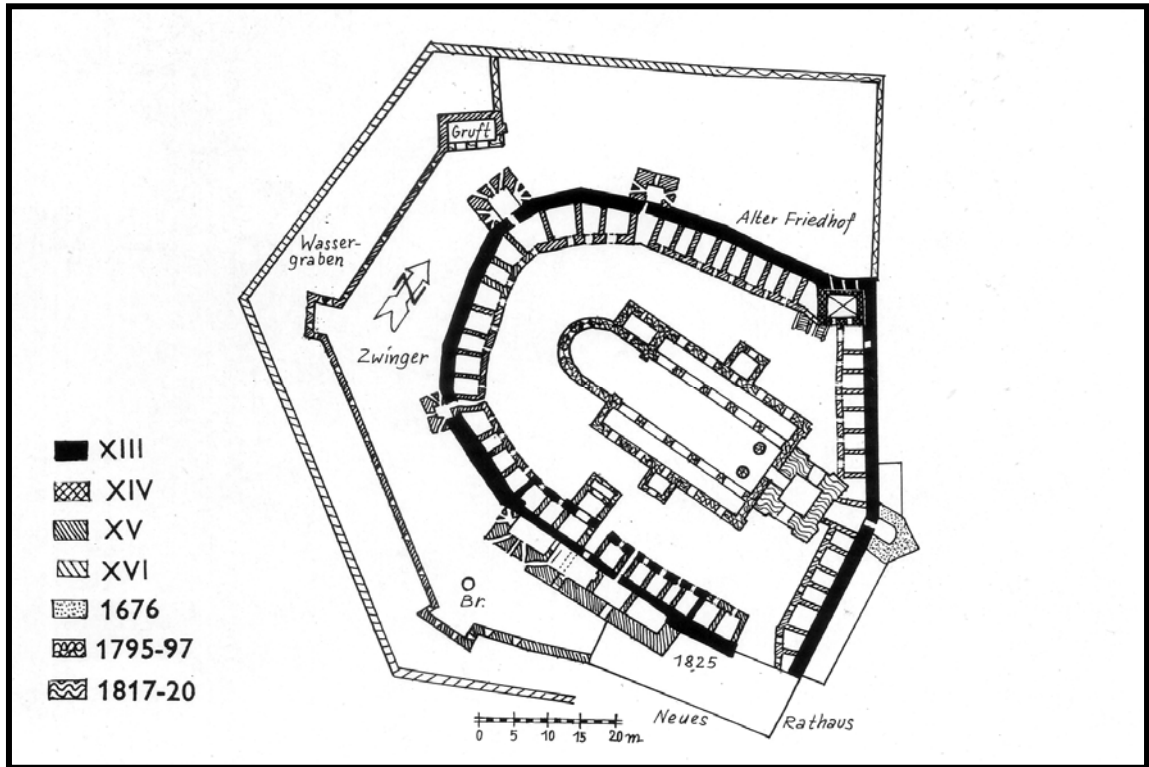 Gruft
Alter Friedhof
Wasser-
graben
Zwinger
XIII
XIV
XV
XVI
1676
1795-97
1817-20
Br.
1825
Neues Rathaus
0 5 10 15 20 m